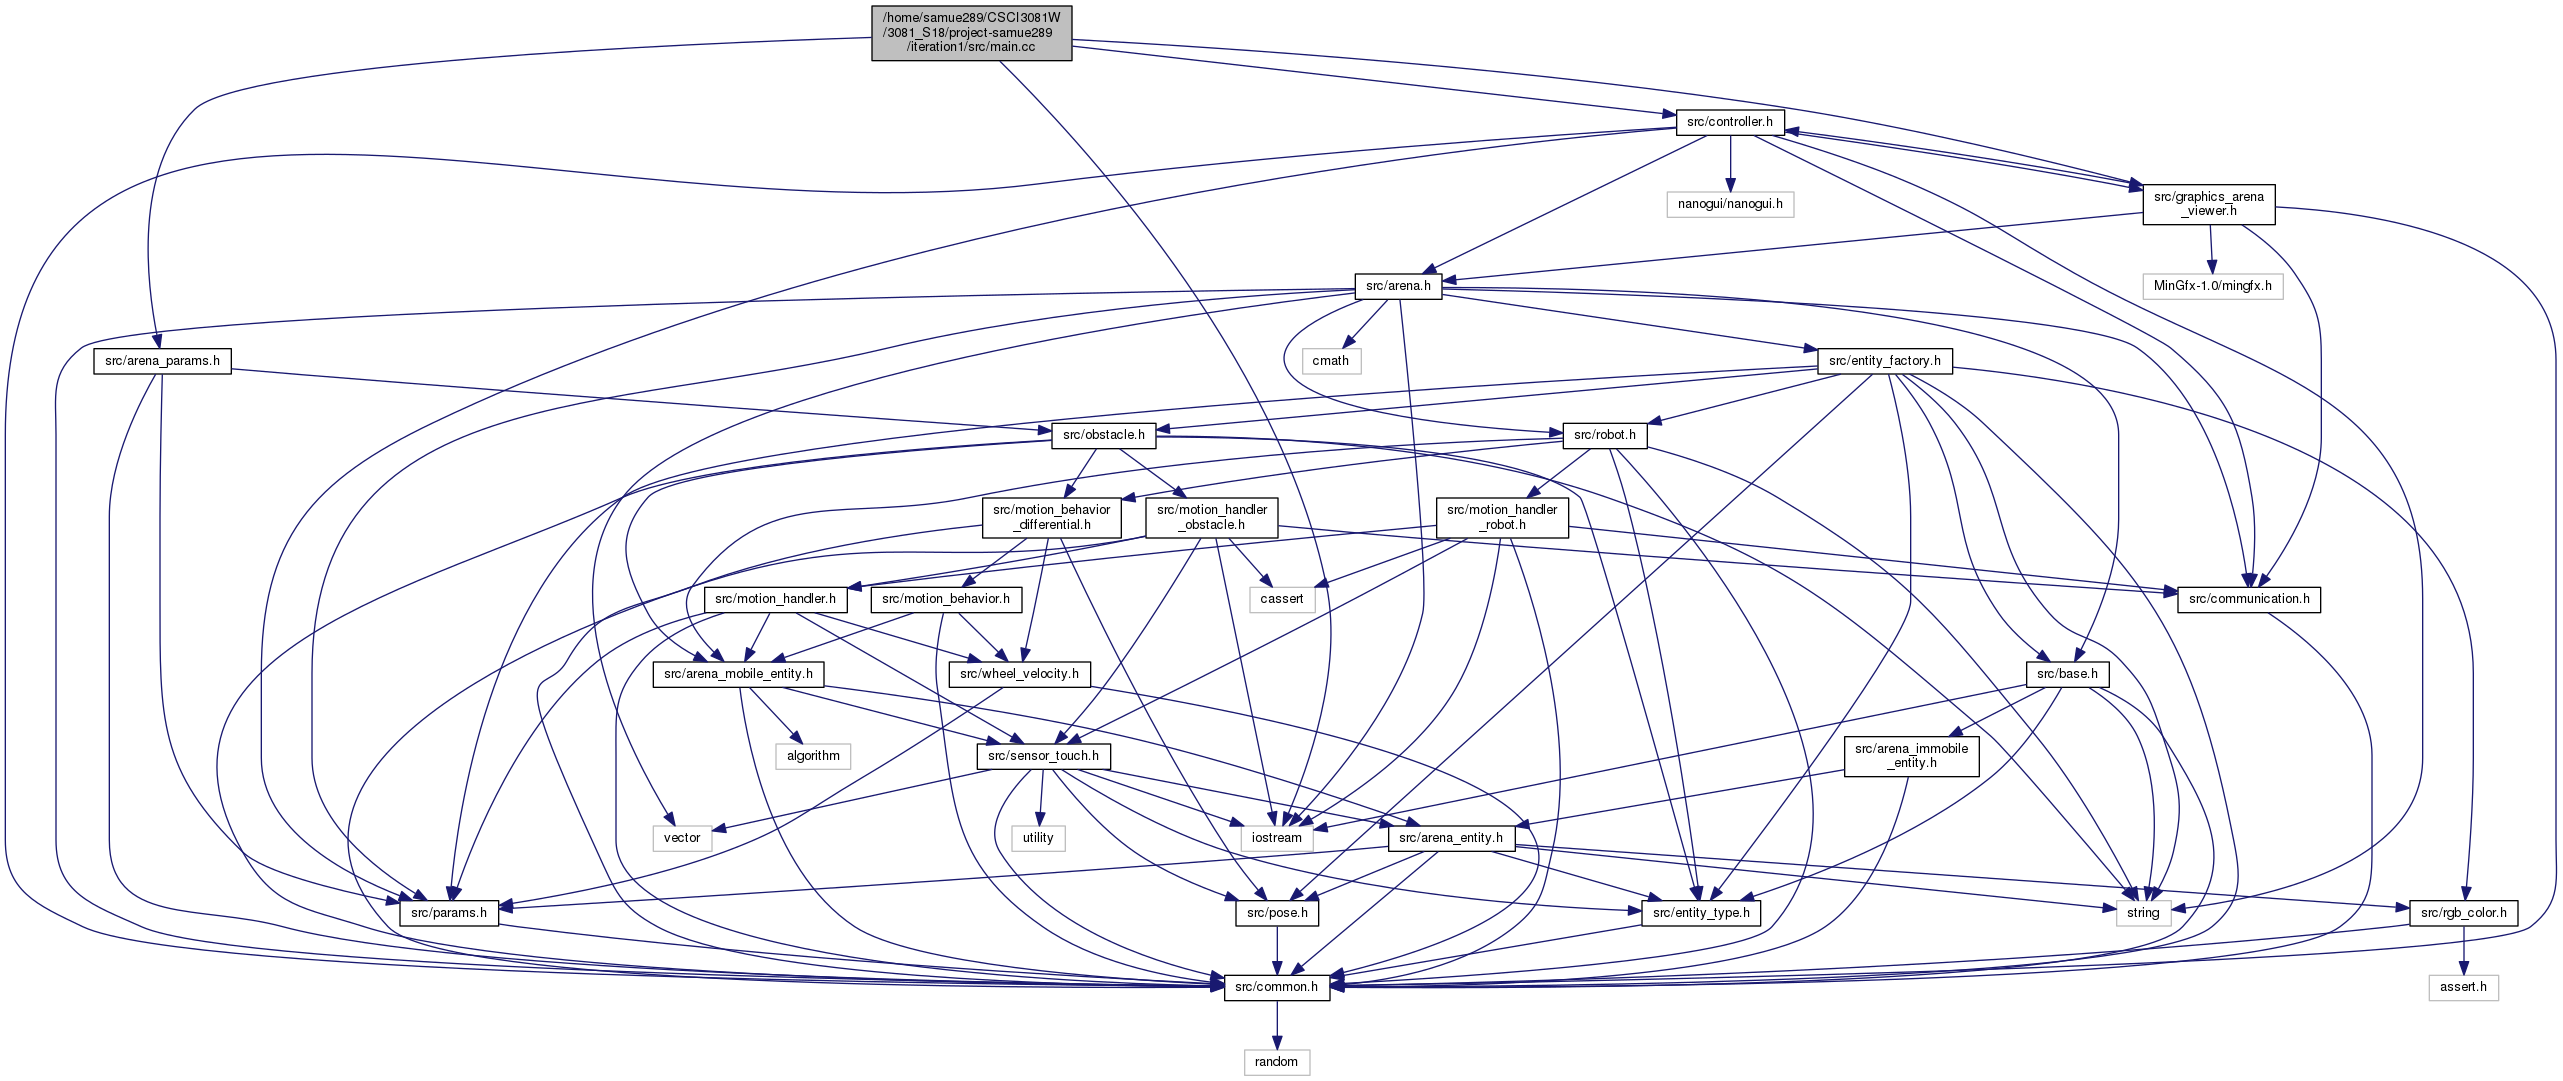 /home/samue289/CSCI3081W
/3081_S18/project-samue289
/iteration1/src/main.cc
src/controller.h
nanogui/nanogui.h
src/graphics_arena
_viewer.h
src/arena.h
MinGfx-1.0/mingfx.h
src/arena_params.h
cmath
src/entity_factory.h
src/obstacle.h
src/robot.h
src/motion_behavior
_differential.h
src/motion_handler
_obstacle.h
src/motion_handler
_robot.h
src/motion_handler.h
src/motion_behavior.h
cassert
src/communication.h
src/arena_mobile_entity.h
src/wheel_velocity.h
src/base.h
algorithm
src/sensor_touch.h
src/arena_immobile
_entity.h
vector
utility
iostream
src/arena_entity.h
src/params.h
src/pose.h
src/entity_type.h
string
src/rgb_color.h
src/common.h
assert.h
random